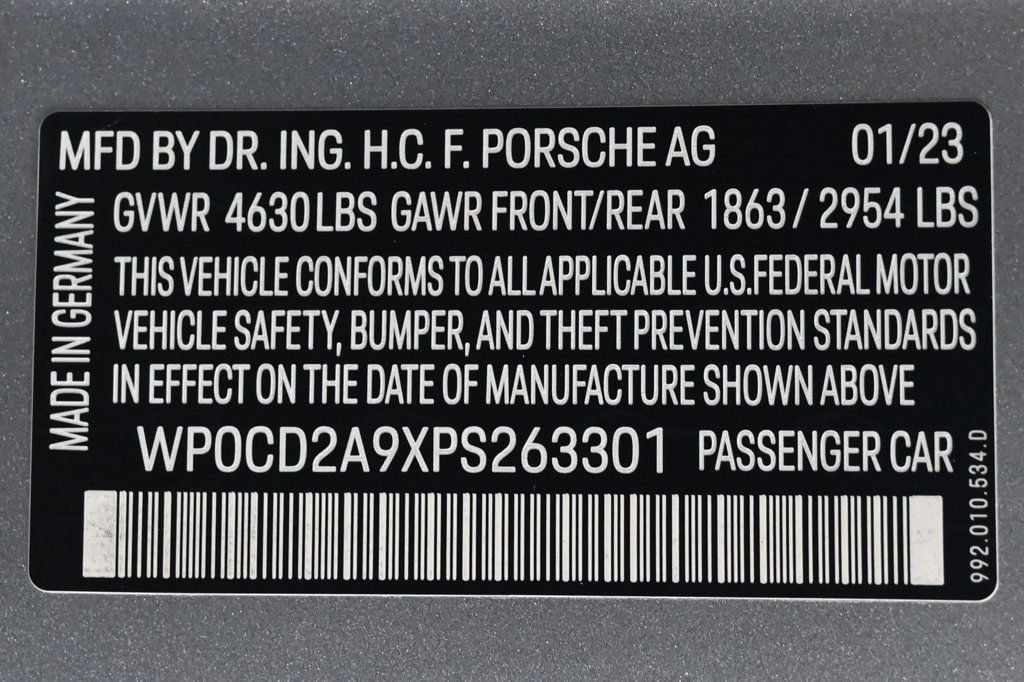 MFD BY DR. ING. H.C. F. PORSCHE AG 01/23
GVWR 4630 LBS GAWR FRONT/REAR 1863 / 2954 LBS
THIS VEHICLE CONFORMS TO ALL APPLICABLE U.S.FEDERAL MOTOR
VEHICLE SAFETY, BUMPER, AND THEFT PREVENTION STANDARDS
IN EFFECT ON THE DATE OF MANUFACTURE SHOWN ABOVE
WP0CD2A9XPS263301 PASSENGER CAR
MADE IN GERMANY
992.010.534.D